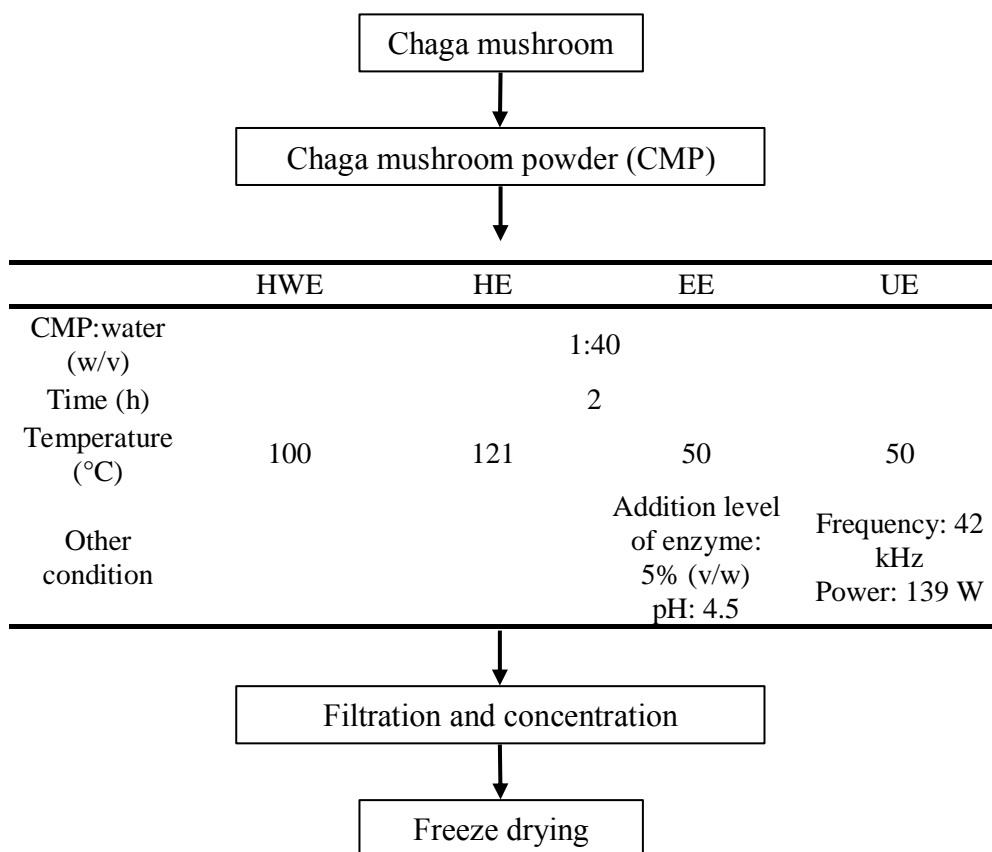 Chaga mushroom
Chaga mushroom powder (CMP)
HWE HE EE UE
CMP:water
(w/v)
1:40
Time (h) 2
Temperature
(°C)
100 121 50 50
Other
condition
Addition level
of enzyme:
5% (v/w)
pH: 4.5
Frequency: 42
kHz
Power: 139 W
Filtration and concentration
Freeze drying